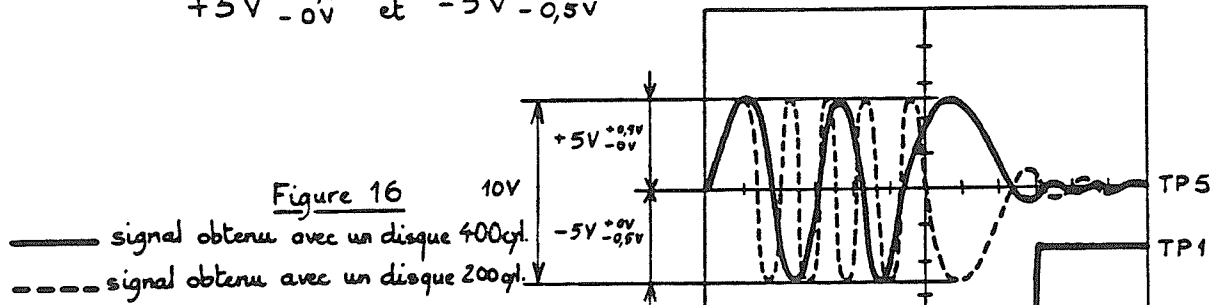 +5V -0V et -5V -0,5V
+5V +0,5V -0V
10V
Figure 16
-5V +0V -0,5V
TP5
signal obtenu avec un disque 400cyl.
TP1
signal obtenu avec un disque 200cyl.